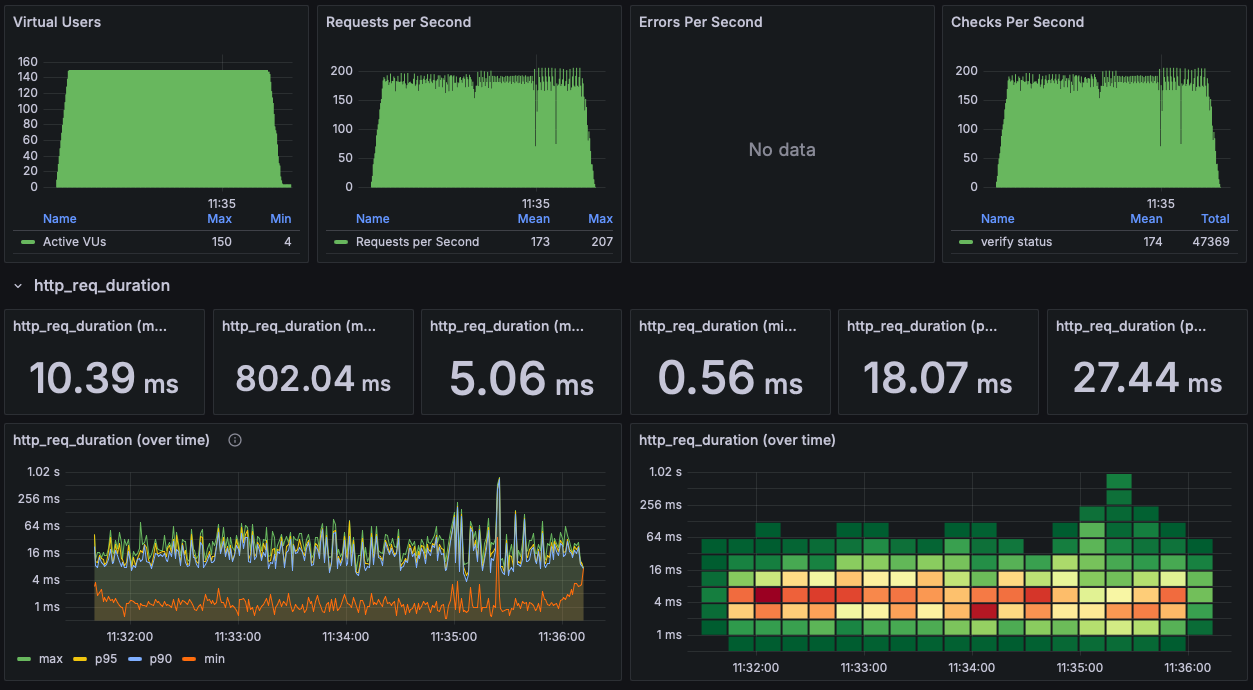 Virtual Users
Requests per Second
Errors Per Second
Checks Per Second
160
140
120
100
80
60
40
20
0
11:35
Name Max Min
Active VUs 150 4
200
150
100
50
0
11:35
Name Mean Max
Requests per Second 173 207
No data
200
150
100
50
0
11:35
Name Mean Total
verify status 174 47369
http_req_duration
http_req_duration (m...
10.39 ms
http_req_duration (m...
802.04 ms
http_req_duration (m...
5.06 ms
http_req_duration (mi...
0.56 ms
http_req_duration (p...
18.07 ms
http_req_duration (p...
27.44 ms
http_req_duration (over time)
1.02 s
256 ms
64 ms
16 ms
4 ms
1 ms
11:32:00 11:33:00 11:34:00 11:35:00 11:36:00
max p95 p90 min
http_req_duration (over time)
1.02 s
256 ms
64 ms
16 ms
4 ms
1 ms
11:32:00 11:33:00 11:34:00 11:35:00 11:36:00